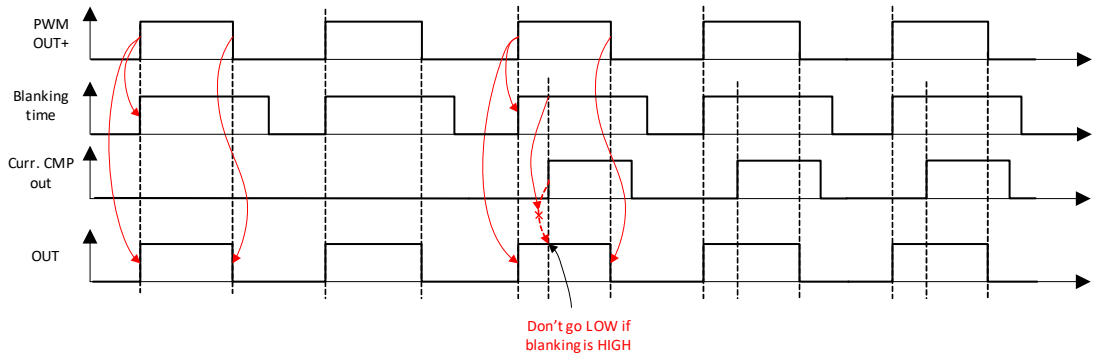 PWM
OUT+
Blanking
time
Curr. CMP
out
OUT
Don't go LOW if
blanking is HIGH